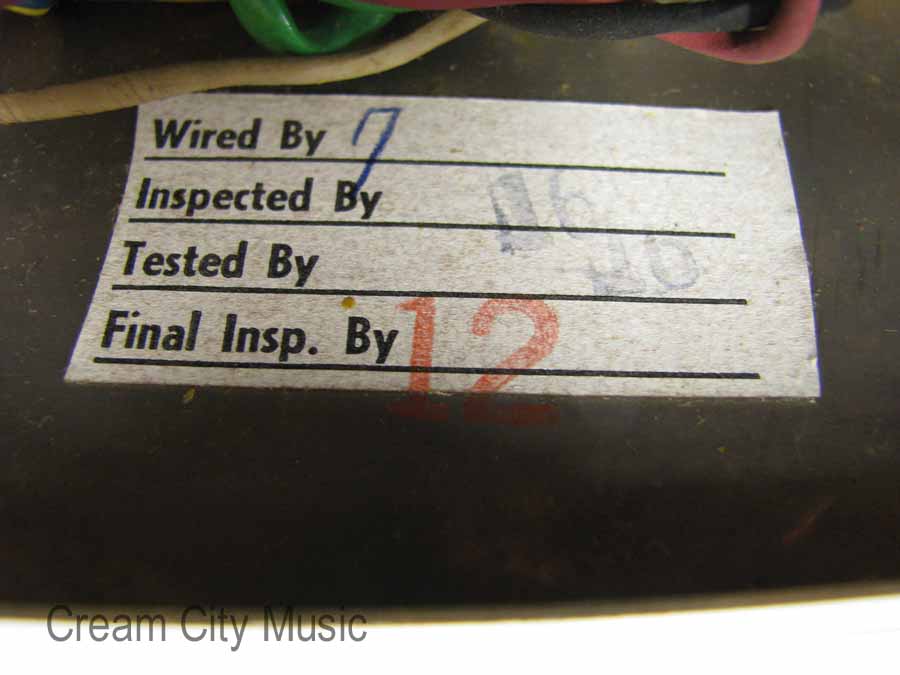 Wired By 7
Inspected By
Tested By
Final Insp. By 12
Cream City Music